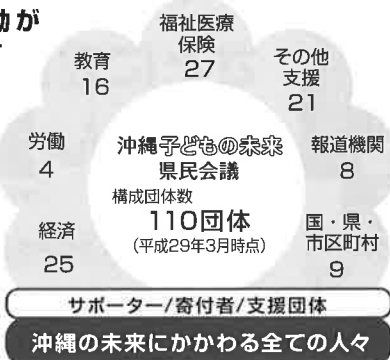 動が
福祉医療
保険
27
教育
16
その他
支援
21
労働
4
沖縄子どもの未来
県民会議
構成団体数
110団体
(平成29年3月時点)
報道機関
8
経済
25
国・県・
市区町村
9
サポーター/寄付者/支援団体
沖縄の未来にかかわる全ての人々